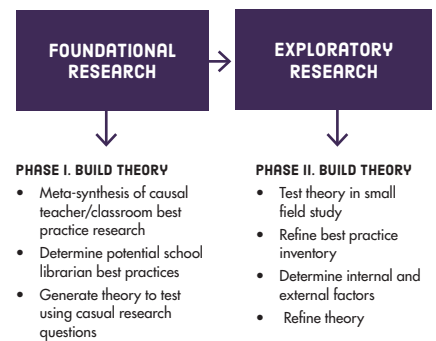 FOUNDATIONAL
RESEARCH
EXPLORATORY
RESEARCH
PHASE I. BUILD THEORY
• Meta-synthesis of causal
teacher/classroom best
practice research
• Determine potential school
librarian best practices
• Generate theory to test
using casual research
questions
PHASE II. BUILD THEORY
• Test theory in small
field study
• Refine best practice
inventory
• Determine internal and
external factors
• Refine theory